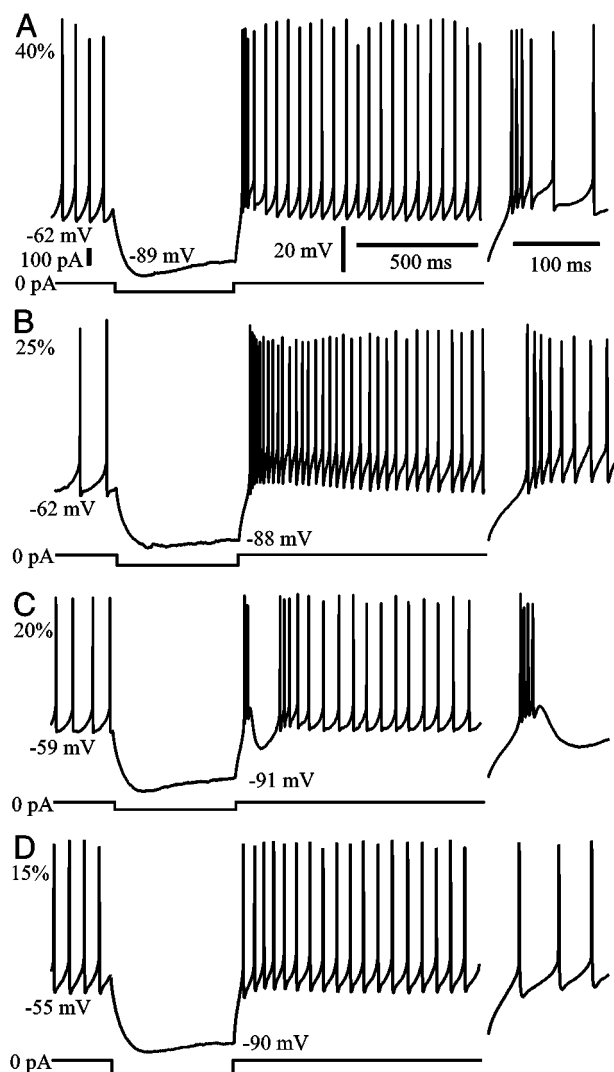 A
40%
-62 mV
-89 mV
100 pA
20 mV
500 ms
100 ms
0 pA
B
25%
-62 mV
-88 mV
0 pA
C
20%
-59 mV
-91 mV
0 pA
D
15%
-55 mV
-90 mV
0 pA